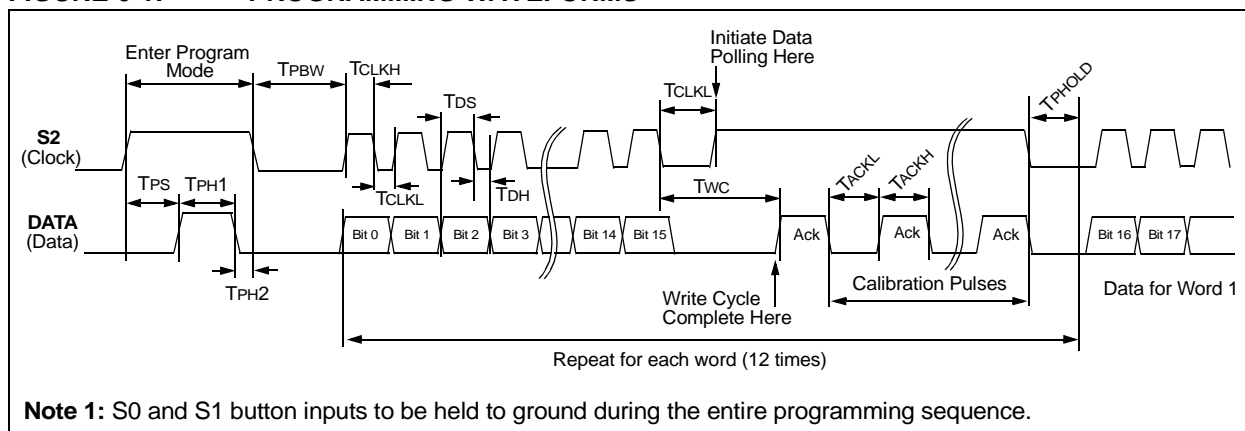 Enter Program
Mode
TPBW
TCLKH
TDS
TCLKL
Initiate Data
Polling Here
TPHOLD
S2
(Clock)
TPS
TPH1
TCLKL
TDH
TWC
TACKL
TACKH
DATA
(Data)
Bit 0
Bit 1
Bit 2
Bit 3
Bit 14
Bit 15
Ack
Ack
Ack
Bit 16
Bit 17
TPH2
Write Cycle
Complete Here
Calibration Pulses
Data for Word 1
Repeat for each word (12 times)
Note 1: S0 and S1 button inputs to be held to ground during the entire programming sequence.